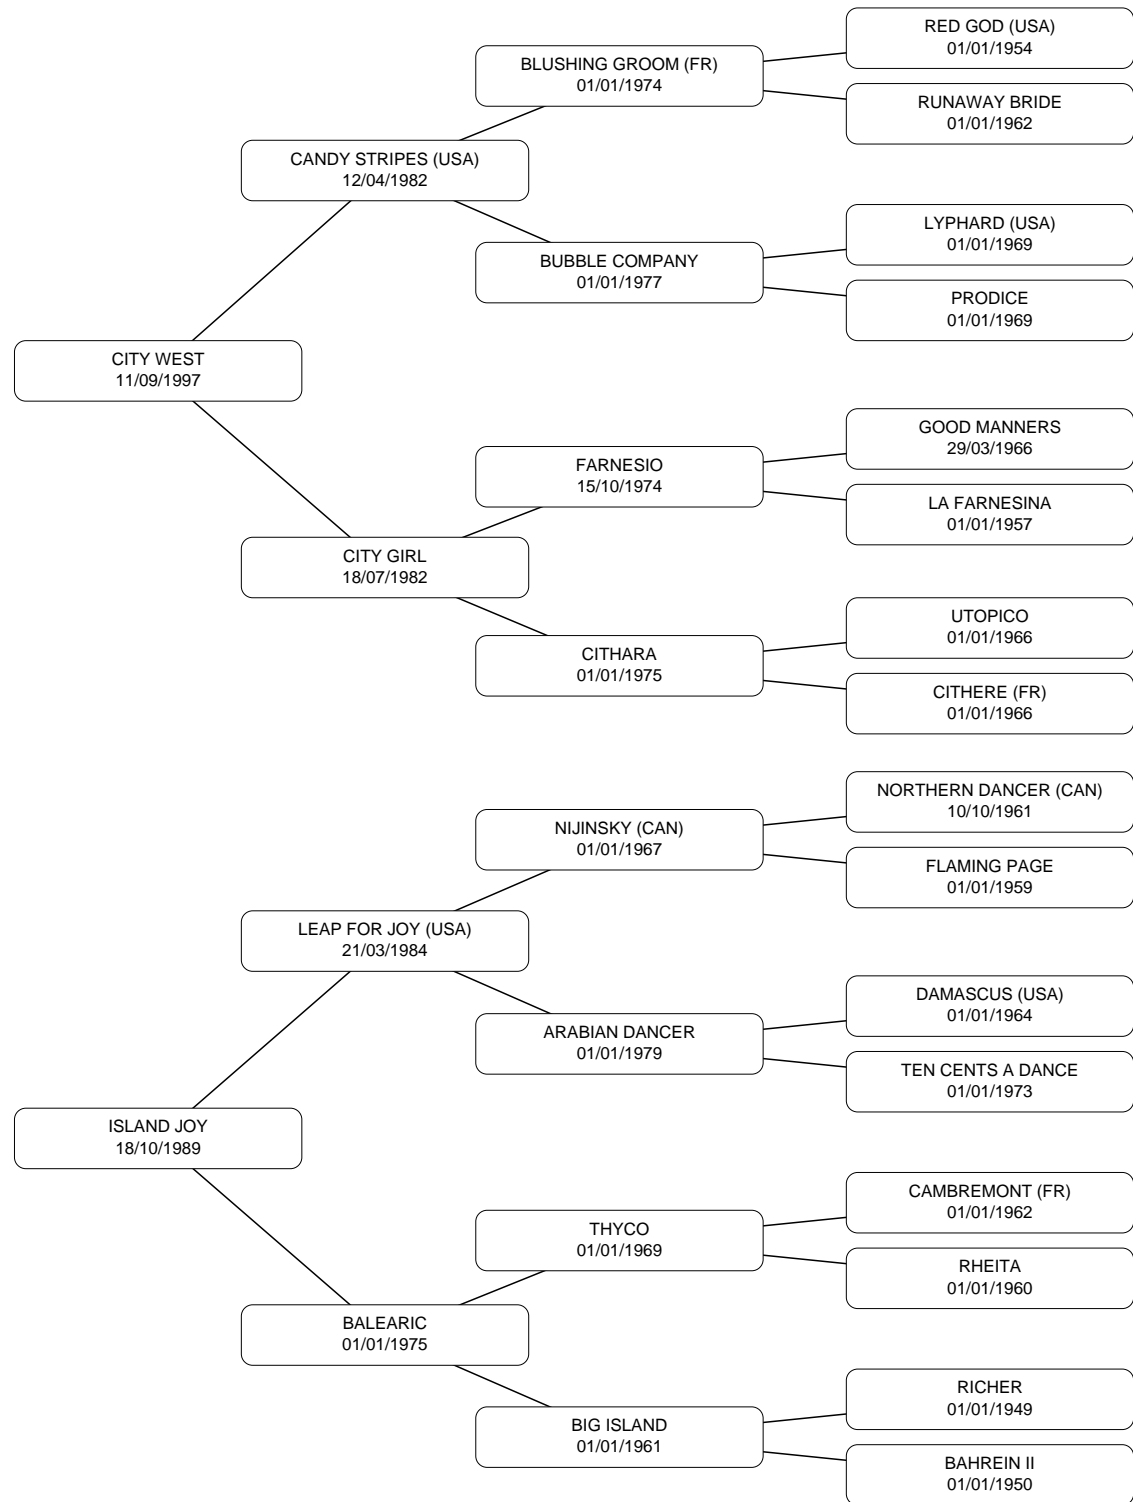 RED GOD (USA)
01/01/1954
BLUSHING GROOM (FR)
01/01/1974
RUNAWAY BRIDE
01/01/1962
CANDY STRIPES (USA)
12/04/1982
LYPHARD (USA)
01/01/1969
BUBBLE COMPANY
01/01/1977
PRODICE
01/01/1969
CITY WEST
11/09/1997
GOOD MANNERS
29/03/1966
FARNESIO
15/10/1974
LA FARNESINA
01/01/1957
CITY GIRL
18/07/1982
UTOPICO
01/01/1966
CITHARA
01/01/1975
CITHERE (FR)
01/01/1966
NORTHERN DANCER (CAN)
10/10/1961
NIJINSKY (CAN)
01/01/1967
FLAMING PAGE
01/01/1959
LEAP FOR JOY (USA)
21/03/1984
DAMASCUS (USA)
01/01/1964
ARABIAN DANCER
01/01/1979
TEN CENTS A DANCE
01/01/1973
ISLAND JOY
18/10/1989
CAMBREMONT (FR)
01/01/1962
THYCO
01/01/1969
RHEITA
01/01/1960
BALEARIC
01/01/1975
RICHER
01/01/1949
BIG ISLAND
01/01/1961
BAHREIN II
01/01/1950